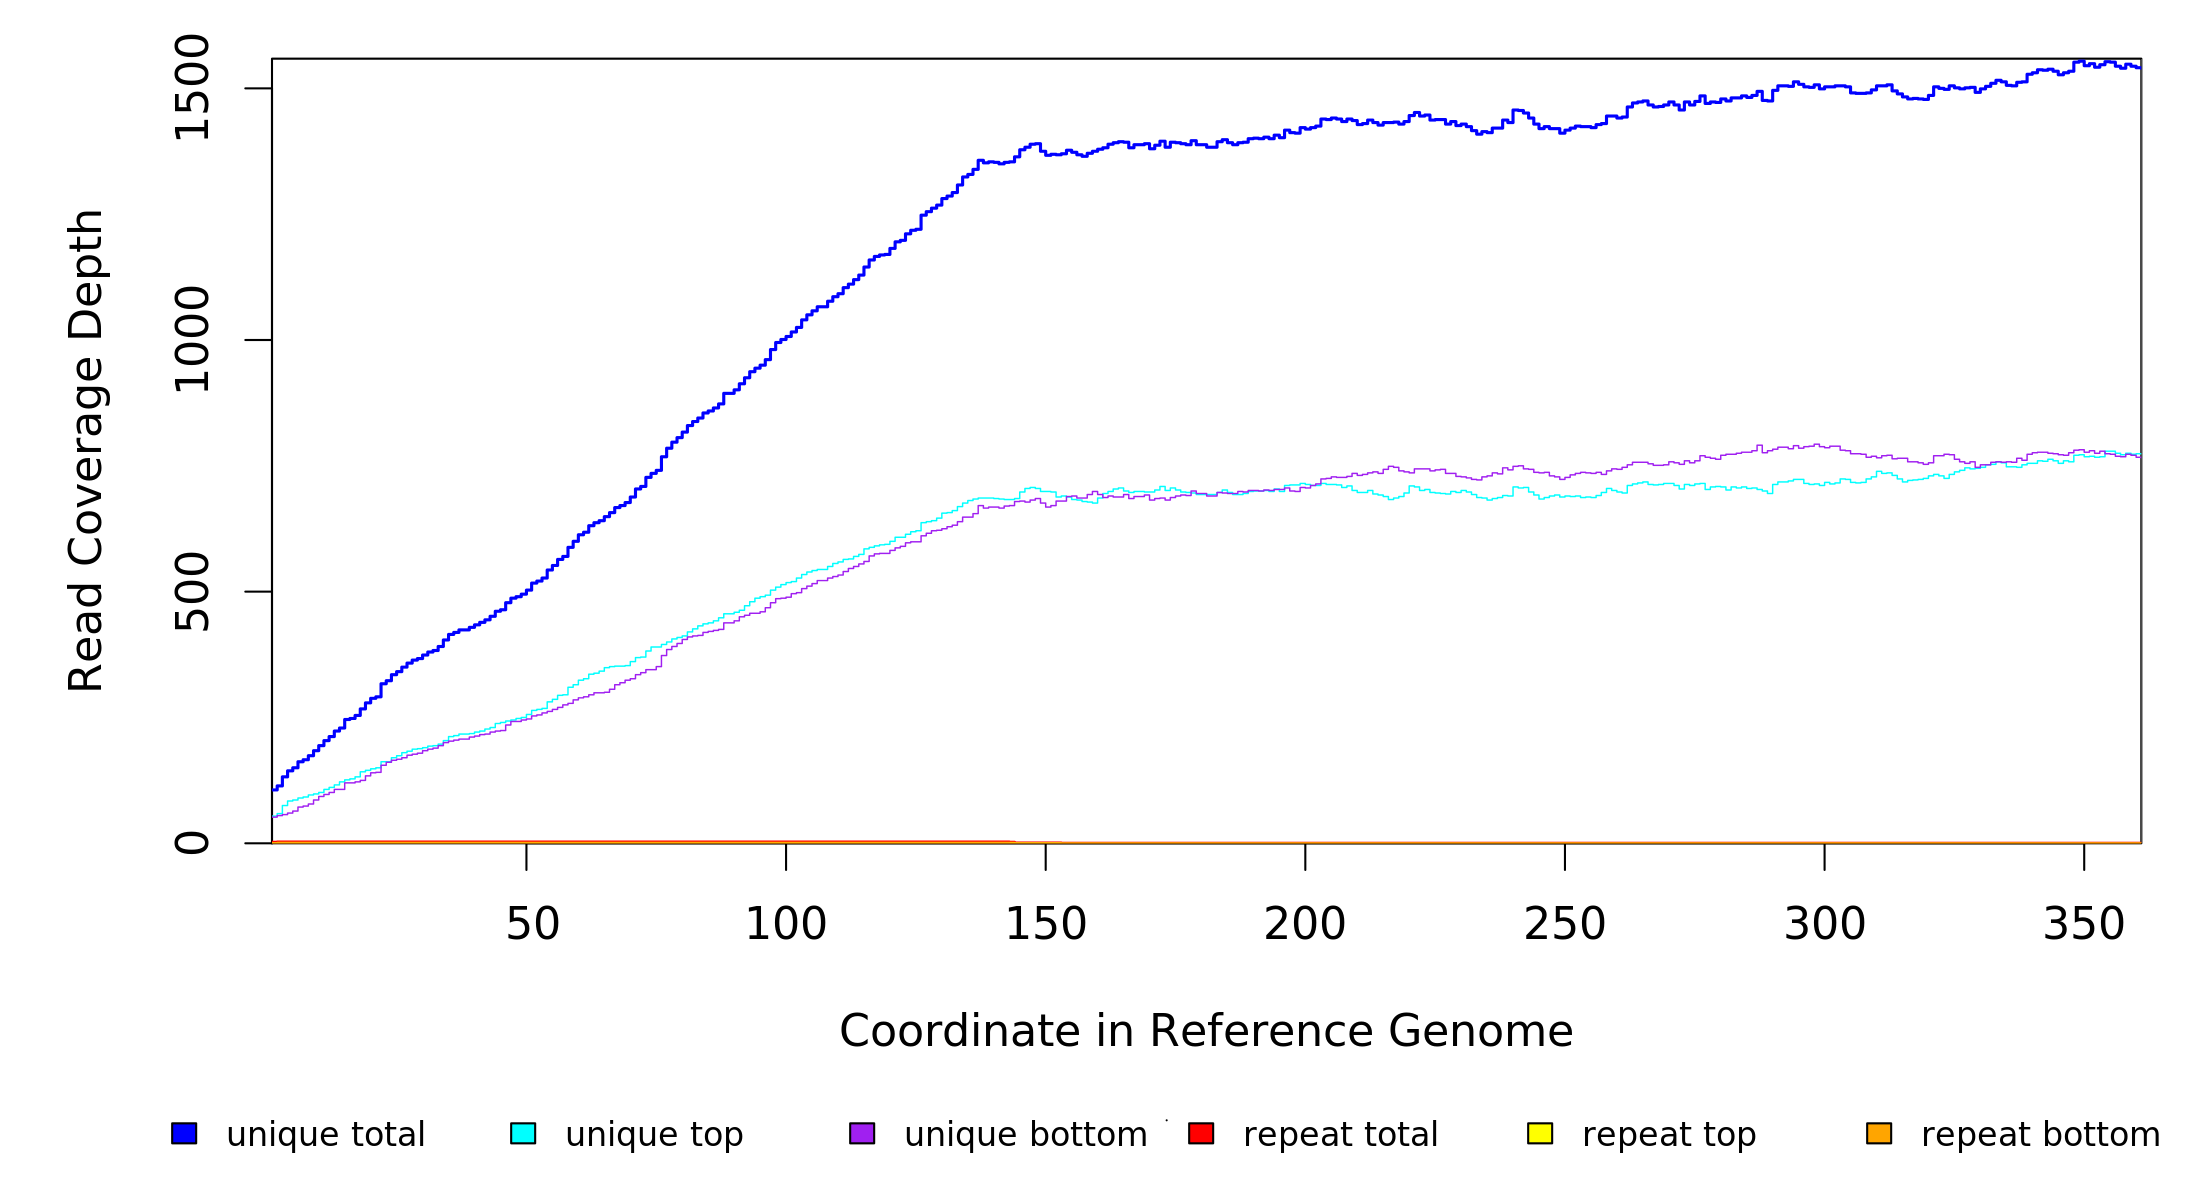 Read Coverage Depth
1500
1000
500
0
50 100 150 200 250 300 350
Coordinate in Reference Genome
unique total unique top unique bottom repeat total repeat top repeat bottom